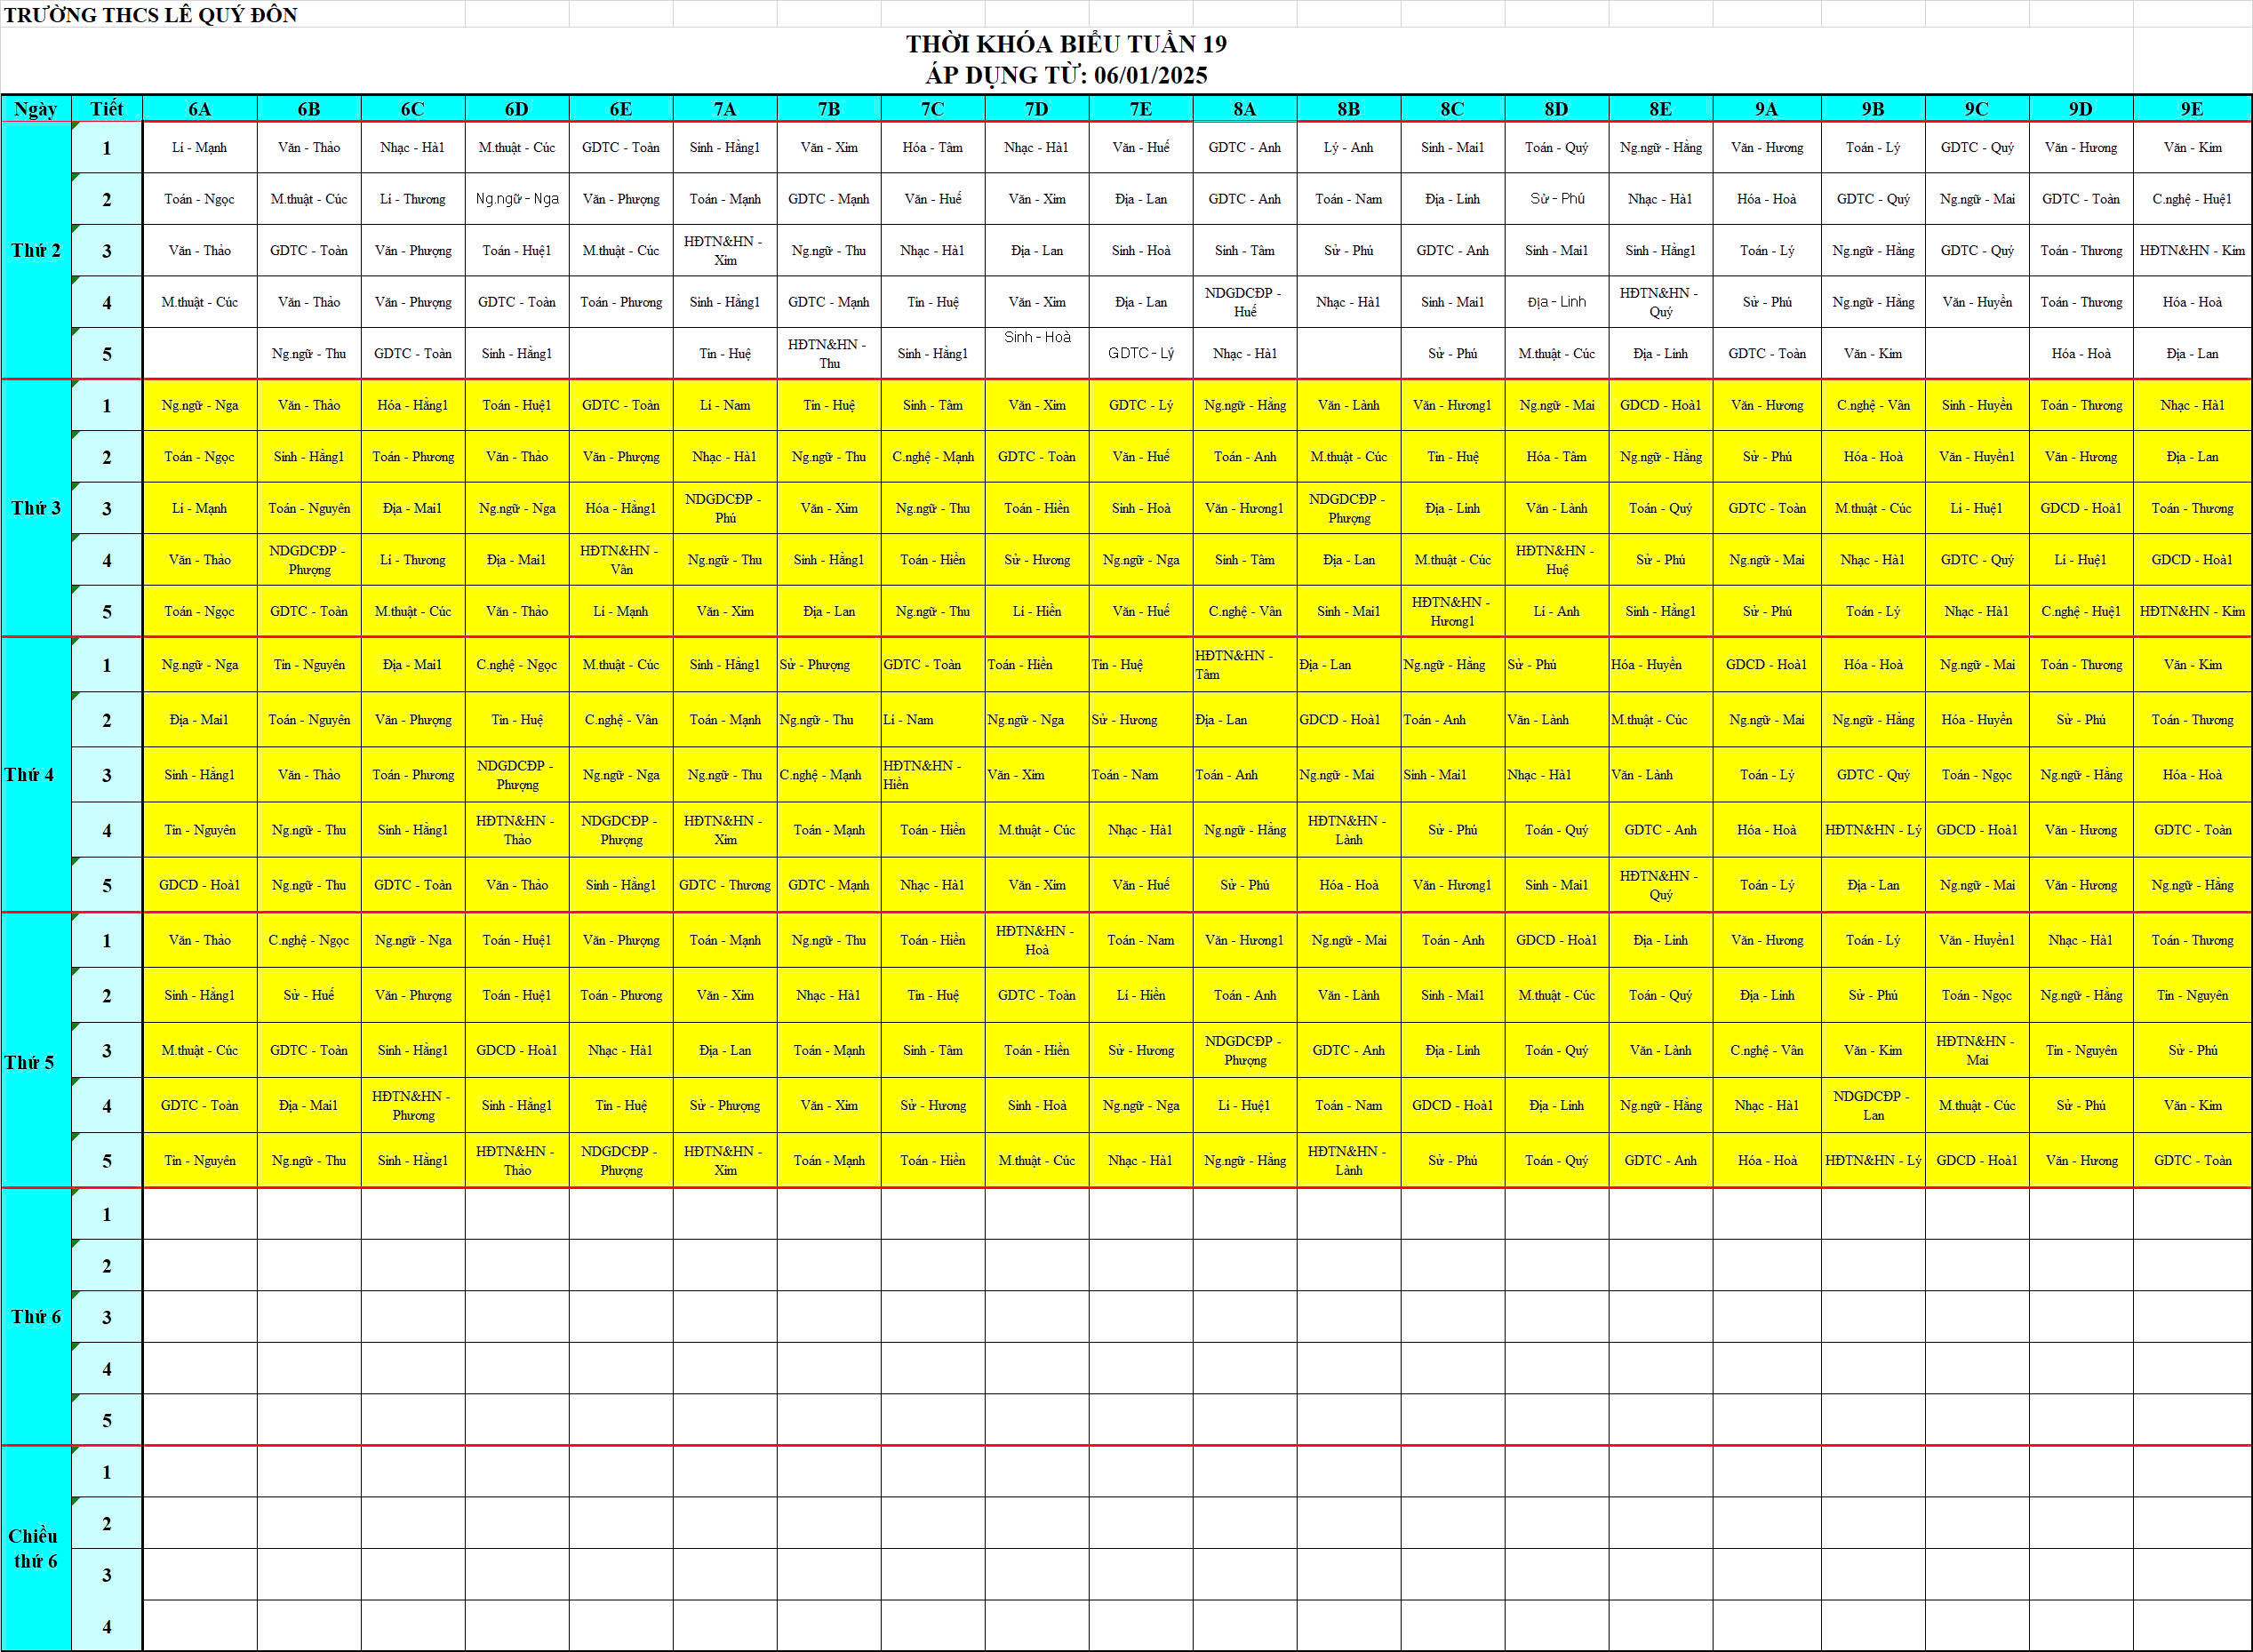 TRƯỜNG THCS LÊ QUÝ ĐÔN
THỜI KHÓA BIỂU TUẦN 19
ÁP DỤNG TỪ: 06/01/2025
Ngày Tiết 6A 6B 6C 6D 6E 7A 7B 7C 7D 7E 8A 8B 8C 8D 8E 9A 9B 9C 9D 9E
Thứ 2
1 Lí - Mạnh Văn - Thảo Nhạc - Hà1 M.thuật - Cúc GDTC - Toàn Sinh - Hằng1 Văn - Xim Hóa - Tâm Nhạc - Hà1 Văn - Huế GDTC - Anh Lý - Anh Sinh - Mai1 Toán - Quý Ng.ngữ - Hằng Văn - Hương Toán - Lý GDTC - Quý Văn - Hương Văn - Kim
2 Toán - Ngọc M.thuật - Cúc Lí - Thương Ng.ngữ - Nga Văn - Phượng Toán - Mạnh GDTC - Mạnh Văn - Huế Văn - Xim Địa - Lan GDTC - Anh Toán - Nam Địa - Linh Sử - Phú Nhạc - Hà1 Hóa - Hoà GDTC - Quý Ng.ngữ - Mai GDTC - Toàn C.nghệ - Huệ1
3 Văn - Thảo GDTC - Toàn Văn - Phượng Toán - Huệ1 M.thuật - Cúc HĐTN&HN - Xim Ng.ngữ - Thu Nhạc - Hà1 Địa - Lan Sinh - Hoà Sinh - Tâm Sử - Phú GDTC - Anh Sinh - Mai1 Sinh - Hằng1 Toán - Lý Ng.ngữ - Hằng GDTC - Quý Toán - Thương HĐTN&HN - Kim
4 M.thuật - Cúc Văn - Thảo Văn - Phượng GDTC - Toàn Toán - Phương Sinh - Hằng1 GDTC - Mạnh Tin - Huệ Văn - Xim Địa - Lan NDGDCĐP - Huế Nhạc - Hà1 Sinh - Mai1 Địa - Linh HĐTN&HN - Quý Sử - Phú Ng.ngữ - Hằng Văn - Huyền Toán - Thương Hóa - Hoà
5 Ng.ngữ - Thu GDTC - Toàn Sinh - Hằng1 Tin - Huệ HĐTN&HN - Thu Sinh - Hằng1 Sinh - Hoà GDTC - Lý Nhạc - Hà1 Sử - Phú M.thuật - Cúc Địa - Linh GDTC - Toàn Văn - Kim Hóa - Hoà Địa - Lan
Thứ 3
1 Ng.ngữ - Nga Văn - Thảo Hóa - Hằng1 Toán - Huệ1 GDTC - Toàn Lí - Nam Tin - Huệ Sinh - Tâm Văn - Xim GDTC - Lý Ng.ngữ - Hằng Văn - Lành Văn - Hương1 Ng.ngữ - Mai GDCD - Hoà1 Văn - Hương C.nghệ - Vân Sinh - Huyền Toán - Thương Nhạc - Hà1
2 Toán - Ngọc Sinh - Hằng1 Toán - Phương Văn - Thảo Văn - Phượng Nhạc - Hà1 Ng.ngữ - Thu C.nghệ - Mạnh GDTC - Toàn Văn - Huế Toán - Anh M.thuật - Cúc Tin - Huệ Hóa - Tâm Ng.ngữ - Hằng Sử - Phú Hóa - Hoà Văn - Huyền1 Văn - Hương Địa - Lan
3 Lí - Mạnh Toán - Nguyên Địa - Mai1 Ng.ngữ - Nga Hóa - Hằng1 NDGDCĐP - Phú Văn - Xim Ng.ngữ - Thu Toán - Hiền Sinh - Hoà Văn - Hương1 NDGDCĐP - Phượng Địa - Linh Văn - Lành Toán - Quý GDTC - Toàn M.thuật - Cúc Lí - Huệ1 GDCD - Hoà1 Toán - Thương
4 Văn - Thảo NDGDCĐP - Phượng Lí - Thương Địa - Mai1 HĐTN&HN - Vân Ng.ngữ - Thu Sinh - Hằng1 Toán - Hiền Sử - Hương Ng.ngữ - Nga Sinh - Tâm Địa - Lan M.thuật - Cúc HĐTN&HN - Huệ Sử - Phú Ng.ngữ - Mai Nhạc - Hà1 GDTC - Quý Lí - Huệ1 GDCD - Hoà1
5 Toán - Ngọc GDTC - Toàn M.thuật - Cúc Văn - Thảo Lí - Mạnh Văn - Xim Địa - Lan Ng.ngữ - Thu Lí - Hiền Văn - Huế C.nghệ - Vân Sinh - Mai1 HĐTN&HN - Hương1 Lí - Anh Sinh - Hằng1 Sử - Phú Toán - Lý Nhạc - Hà1 C.nghệ - Huệ1 HĐTN&HN - Kim
Thứ 4
1 Ng.ngữ - Nga Tin - Nguyên Địa - Mai1 C.nghệ - Ngọc M.thuật - Cúc Sinh - Hằng1 Sử - Phượng GDTC - Toàn Toán - Hiền Tin - Huệ HĐTN&HN - Tâm Địa - Lan Ng.ngữ - Hằng Sử - Phú Hóa - Huyền GDCD - Hoà1 Hóa - Hoà Ng.ngữ - Mai Toán - Thương Văn - Kim
2 Địa - Mai1 Toán - Nguyên Văn - Phượng Tin - Huệ C.nghệ - Vân Toán - Mạnh Ng.ngữ - Thu Lí - Nam Ng.ngữ - Nga Sử - Hương Địa - Lan GDCD - Hoà1 Toán - Anh Văn - Lành M.thuật - Cúc Ng.ngữ - Mai Ng.ngữ - Hằng Hóa - Huyền Sử - Phú Toán - Thương
3 Sinh - Hằng1 Văn - Thảo Toán - Phương NDGDCĐP - Phượng Ng.ngữ - Nga Ng.ngữ - Thu C.nghệ - Mạnh HĐTN&HN - Hiền Văn - Xim Toán - Nam Toán - Anh Ng.ngữ - Mai Sinh - Mai1 Nhạc - Hà1 Văn - Lành Toán - Lý GDTC - Quý Toán - Ngọc Ng.ngữ - Hằng Hóa - Hoà
4 Tin - Nguyên Ng.ngữ - Thu Sinh - Hằng1 HĐTN&HN - Thảo NDGDCĐP - Phượng HĐTN&HN - Xim Toán - Mạnh Toán - Hiền M.thuật - Cúc Nhạc - Hà1 Ng.ngữ - Hằng HĐTN&HN - Lành Sử - Phú Toán - Quý GDTC - Anh Hóa - Hoà HĐTN&HN - Lý GDCD - Hoà1 Văn - Hương GDTC - Toàn
5 GDCD - Hoà1 Ng.ngữ - Thu GDTC - Toàn Văn - Thảo Sinh - Hằng1 GDTC - Thương GDTC - Mạnh Nhạc - Hà1 Văn - Xim Văn - Huế Sử - Phú Hóa - Hoà Văn - Hương1 Sinh - Mai1 HĐTN&HN - Quý Toán - Lý Địa - Lan Ng.ngữ - Mai Văn - Hương Ng.ngữ - Hằng
Thứ 5
1 Văn - Thảo C.nghệ - Ngọc Ng.ngữ - Nga Toán - Huệ1 Văn - Phượng Toán - Mạnh Ng.ngữ - Thu Toán - Hiền HĐTN&HN - Hoà Toán - Nam Văn - Hương1 Ng.ngữ - Mai Toán - Anh GDCD - Hoà1 Địa - Linh Văn - Hương Toán - Lý Văn - Huyền1 Nhạc - Hà1 Toán - Thương
2 Sinh - Hằng1 Sử - Huế Văn - Phượng Toán - Huệ1 Toán - Phương Văn - Xim Nhạc - Hà1 Tin - Huệ GDTC - Toàn Lí - Hiền Toán - Anh Văn - Lành Sinh - Mai1 M.thuật - Cúc Toán - Quý Địa - Linh Sử - Phú Toán - Ngọc Ng.ngữ - Hằng Tin - Nguyên
3 M.thuật - Cúc GDTC - Toàn Sinh - Hằng1 GDCD - Hoà1 Nhạc - Hà1 Địa - Lan Toán - Mạnh Sinh - Tâm Toán - Hiền Sử - Hương NDGDCĐP - Phượng GDTC - Anh Địa - Linh Toán - Quý Văn - Lành C.nghệ - Vân Văn - Kim HĐTN&HN - Mai Tin - Nguyên Sử - Phú
4 GDTC - Toàn Địa - Mai1 HĐTN&HN - Phương Sinh - Hằng1 Tin - Huệ Sử - Phượng Văn - Xim Sử - Hương Sinh - Hoà Ng.ngữ - Nga Lí - Huệ1 Toán - Nam GDCD - Hoà1 Địa - Linh Ng.ngữ - Hằng Nhạc - Hà1 NDGDCĐP - Lan M.thuật - Cúc Sử - Phú Văn - Kim
5 Tin - Nguyên Ng.ngữ - Thu Sinh - Hằng1 HĐTN&HN - Thảo NDGDCĐP - Phượng HĐTN&HN - Xim Toán - Mạnh Toán - Hiền M.thuật - Cúc Nhạc - Hà1 Ng.ngữ - Hằng HĐTN&HN - Lành Sử - Phú Toán - Quý GDTC - Anh Hóa - Hoà HĐTN&HN - Lý GDCD - Hoà1 Văn - Hương GDTC - Toàn
Thứ 6
1
2
3
4
5
Chiều thứ 6
1
2
3
4